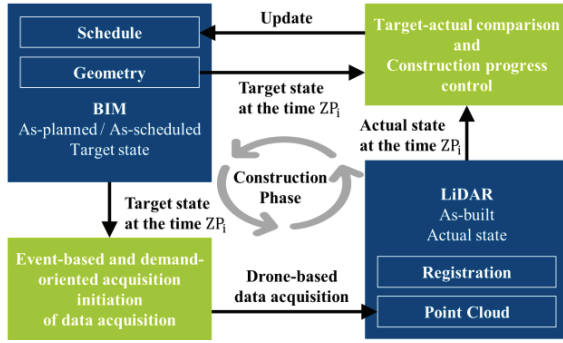 Schedule
Geometry
BIM
As-planned / As-scheduled
Target state
Update
Target-actual comparison
and
Construction progress
control
Target state
at the time ZPi
Actual state
at the time ZPi
Construction
Phase
Target state
at the time ZPi
LiDAR
As-built
Actual state
Registration
Point Cloud
Event-based and demand-
oriented acquisition
initiation
of data acquisition
Drone-based
data acquisition